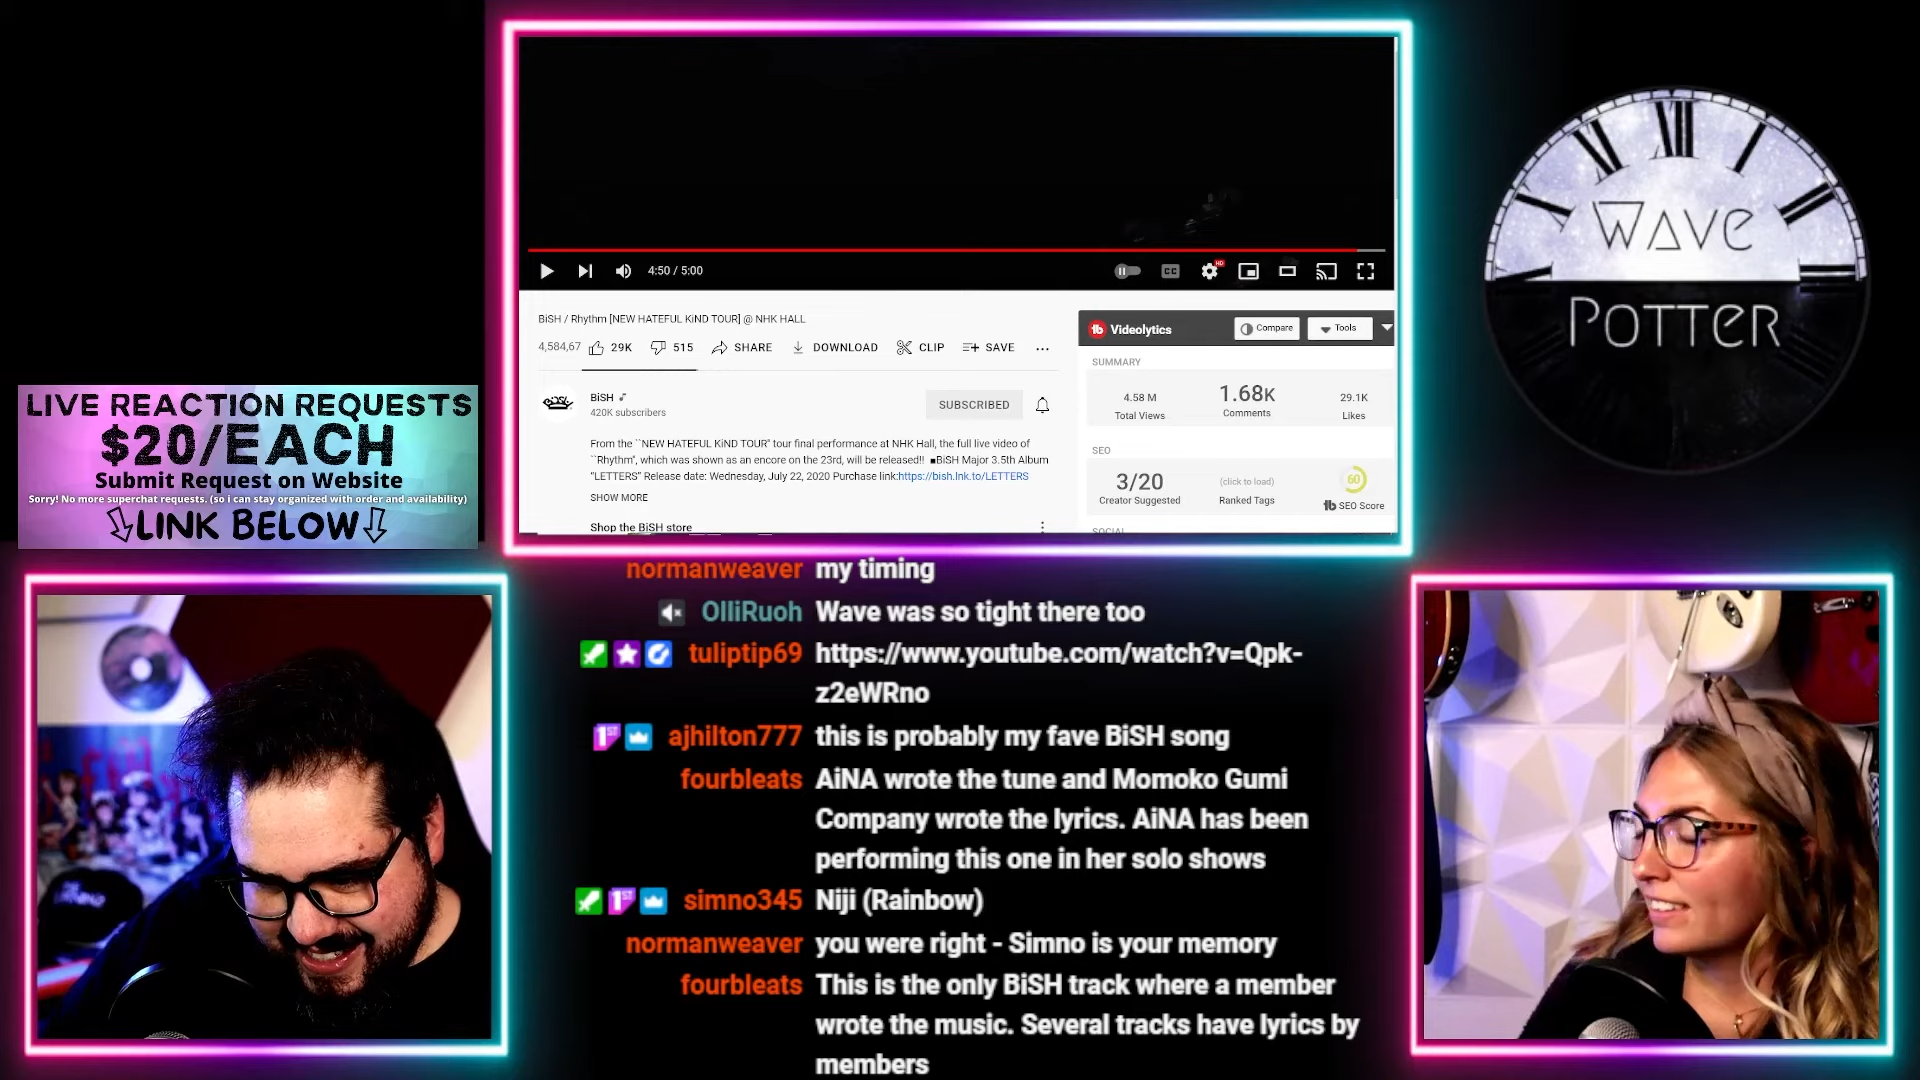 4:50 / 5:00
CC
HD
BiSH / Rhythm [NEW HATEFUL KiND TOUR] @ NHK HALL
4,584,67
29K
515
SHARE
DOWNLOAD
CLIP
SAVE
BiSH
420K subscribers
SUBSCRIBED
From the ``NEW HATEFUL KiND TOUR" tour final performance at NHK Hall, the full live video of
``Rhythm", which was shown as an encore on the 23rd, will be released!! ■BiSH Major 3.5th Album
“LETTERS” Release date: Wednesday, July 22, 2020 Purchase link:https://bish.lnk.to/LETTERS
SHOW MORE
Shop the BiSH store
tb Videolytics
Compare
Tools
SUMMARY
4.58 M
Total Views
1.68K
Comments
29.1K
Likes
SEO
3/20
Creator Suggested
(click to load)
Ranked Tags
60
tb SEO Score
SOCIAL
WAVE
POTTER
LIVE REACTION REQUESTS
$20/EACH
Submit Request on Website
Sorry! No more superchat requests. (so i can stay organized with order and availability)
LINK BELOW
normanweaver my timing
OlliRuoh Wave was so tight there too
tuliptip69 https://www.youtube.com/watch?v=Qpk-
z2eWRno
1ST ajhilton777 this is probably my fave BiSH song
fourbleats AiNA wrote the tune and Momoko Gumi
Company wrote the lyrics. AiNA has been
performing this one in her solo shows
1ST simno345 Niji (Rainbow)
normanweaver you were right - Simno is your memory
fourbleats This is the only BiSH track where a member
wrote the music. Several tracks have lyrics by
members